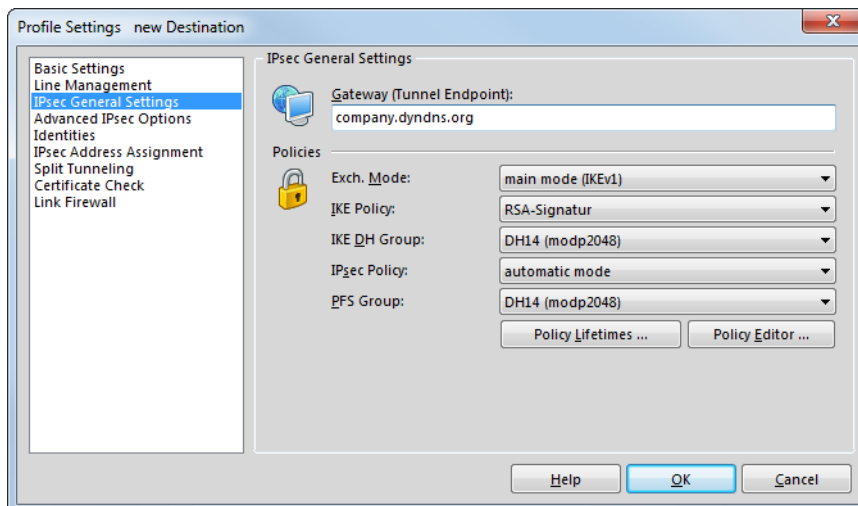 Profile Settings new Destination
Basic Settings
Line Management
IPsec General Settings
Advanced IPsec Options
Identities
IPsec Address Assignment
Split Tunneling
Certificate Check
Link Firewall
IPsec General Settings
Gateway (Tunnel Endpoint):
company.dyndns.org
Policies
Exch. Mode: main mode (IKEv1)
IKE Policy: RSA-Signatur
IKE DH Group: DH14 (modp2048)
IPsec Policy: automatic mode
PFS Group: DH14 (modp2048)
Policy Lifetimes ... Policy Editor ...
Help OK Cancel